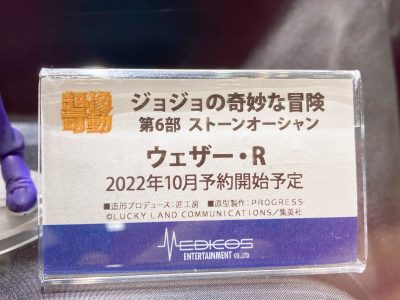 超像可動
ジョジョの奇妙な冒険
第6部 ストーンオーシャン
ウェザー・R
2022年10月予約開始予定
■造形プロデュース:匠工房 ■原型製作:PROGRESS
©LUCKY LAND COMMUNICATIONS/集英社
MEDICOS
ENTERTAINMENT CO.,LTD